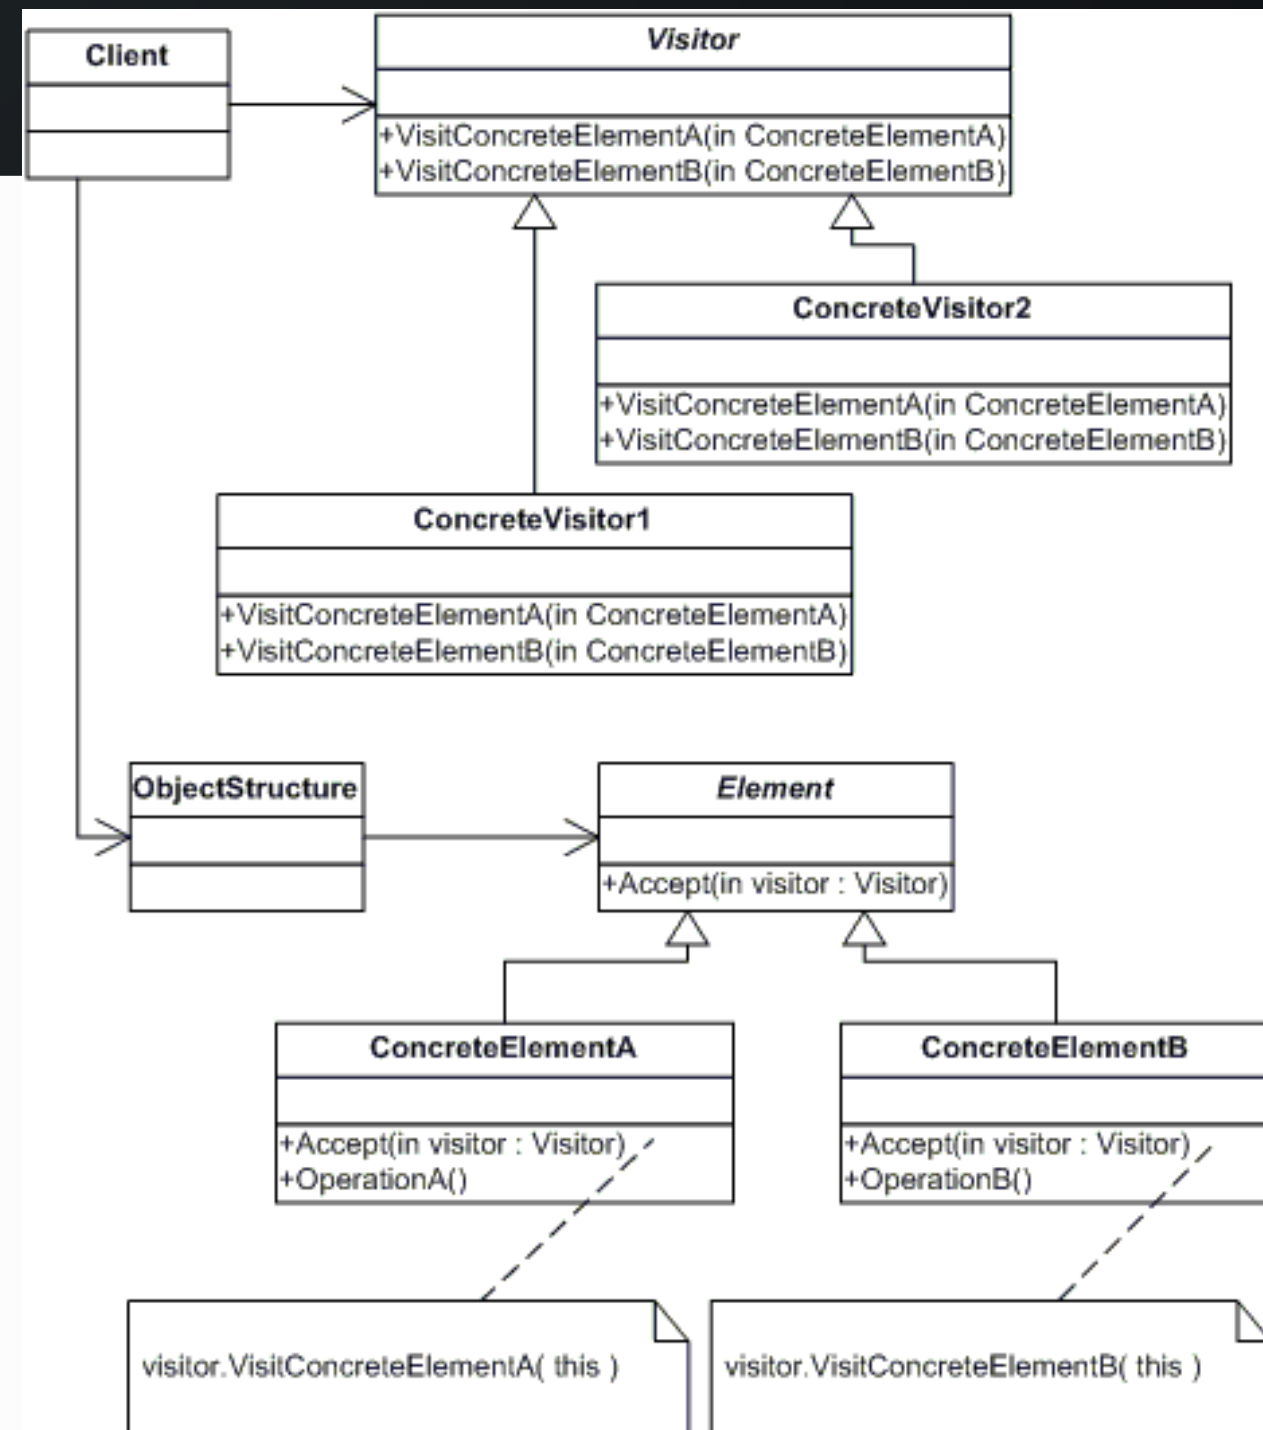 Client
Visitor
+VisitConcreteElementA(in ConcreteElementA)
+VisitConcreteElementB(in ConcreteElementB)
ConcreteVisitor2
+VisitConcreteElementA(in ConcreteElementA)
+VisitConcreteElementB(in ConcreteElementB)
ConcreteVisitor1
+VisitConcreteElementA(in ConcreteElementA)
+VisitConcreteElementB(in ConcreteElementB)
ObjectStructure
Element
+Accept(in visitor : Visitor)
ConcreteElementA
+Accept(in visitor : Visitor)
+OperationA()
ConcreteElementB
+Accept(in visitor : Visitor)
+OperationB()
visitor.VisitConcreteElementA( this )
visitor.VisitConcreteElementB( this )